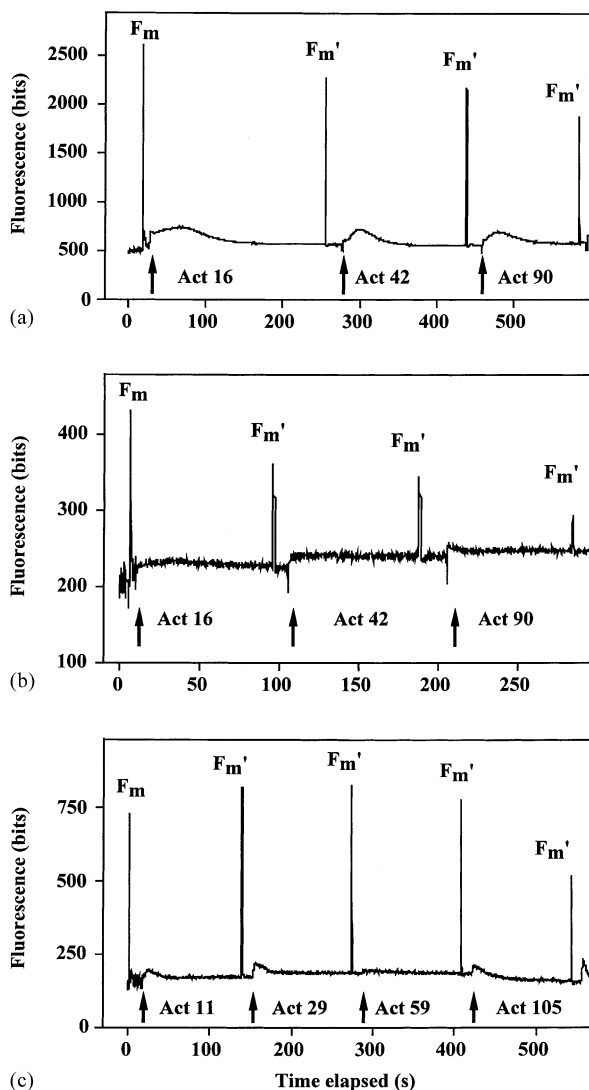 Fm
Fm'
Fm'
Fm'
2500
2000
1500
1000
500
0
Fluorescence (bits)
Act 16
Act 42
Act 90
0 100 200 300 400 500
(a)
Fm
Fm'
Fm'
Fm'
400
300
200
100
Fluorescence (bits)
Act 16
Act 42
Act 90
0 50 100 150 200 250
(b)
Fm
Fm'
Fm'
Fm'
Fm'
750
500
250
0
Fluorescence (bits)
Act 11
Act 29
Act 59
Act 105
0 100 200 300 400 500
Time elapsed (s)
(c)